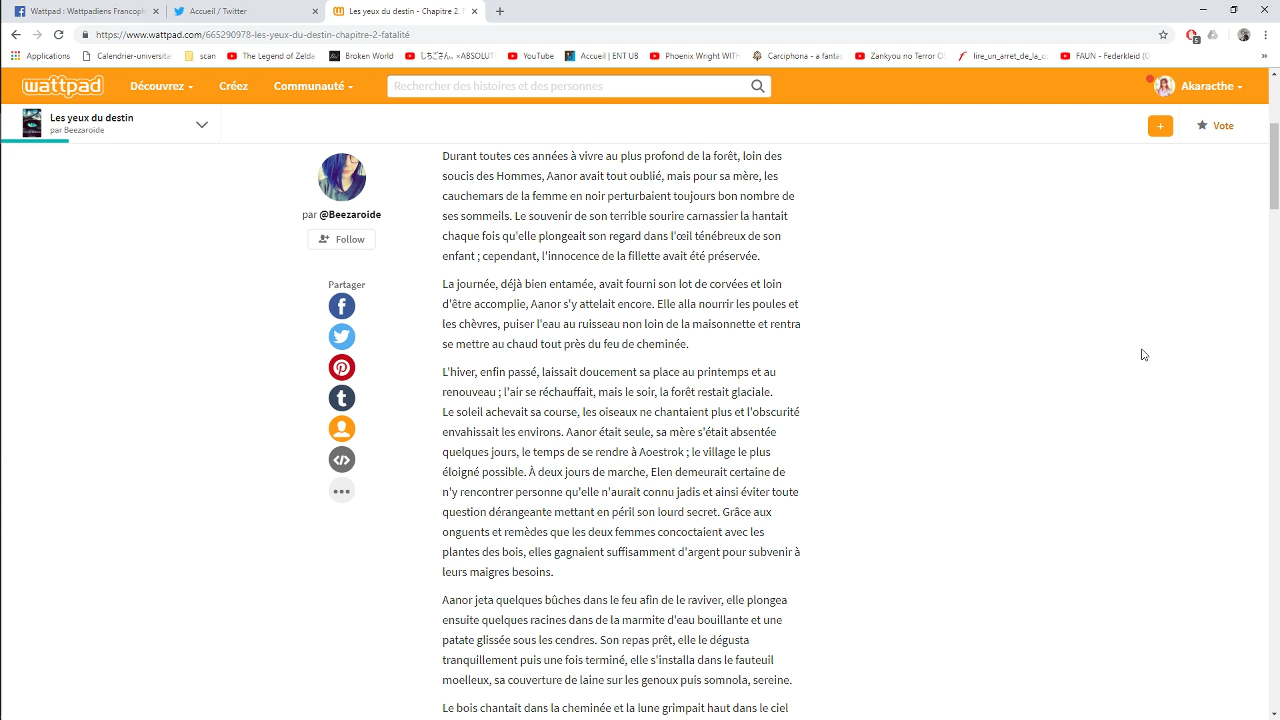 Wattpad : Wattpadiens Francoph
Accueil / Twitter
Les yeux du destin - Chapitre 2. F
https://www.wattpad.com/665290978-les-yeux-du-destin-chapitre-2-fatalité
Applications
Calendrier-universita
scan
The Legend of Zelda
Broken World
しちごさん。×ABSOLUT
YouTube
Accueil | ENT UB
Phoenix Wright WITH
Carciphona - a fantas
Zankyou no Terror OS
lire_un_arret_de_la_co
FAUN - Federkleid (O
»
wattpad
Découvrez
Créez
Communauté
Rechercher des histoires et des personnes
Akaracthe
Les yeux du destin
par Beezaroide
+
Vote
par @Beezaroide
Follow
Partager
Durant toutes ces années à vivre au plus profond de la forêt, loin des
soucis des Hommes, Aanor avait tout oublié, mais pour sa mère, les
cauchemars de la femme en noir perturbaient toujours bon nombre de
ses sommeils. Le souvenir de son terrible sourire carnassier la hantait
chaque fois qu'elle plongeait son regard dans l'œil ténébreux de son
enfant ; cependant, l'innocence de la fillette avait été préservée.
La journée, déjà bien entamée, avait fourni son lot de corvées et loin
d'être accomplie, Aanor s'y attelait encore. Elle alla nourrir les poules et
les chèvres, puiser l'eau au ruisseau non loin de la maisonnette et rentra
se mettre au chaud tout près du feu de cheminée.
L'hiver, enfin passé, laissait doucement sa place au printemps et au
renouveau ; l'air se réchauffait, mais le soir, la forêt restait glaciale.
Le soleil achevait sa course, les oiseaux ne chantaient plus et l'obscurité
envahissait les environs. Aanor était seule, sa mère s'était absentée
quelques jours, le temps de se rendre à Aoestrok ; le village le plus
éloigné possible. À deux jours de marche, Elen demeurait certaine de
n'y rencontrer personne qu'elle n'aurait connu jadis et ainsi éviter toute
question dérangeante mettant en péril son lourd secret. Grâce aux
onguents et remèdes que les deux femmes concoctaient avec les
plantes des bois, elles gagnaient suffisamment d'argent pour subvenir à
leurs maigres besoins.
Aanor jeta quelques bûches dans le feu afin de le raviver, elle plongea
ensuite quelques racines dans de la marmite d'eau bouillante et une
patate glissée sous les cendres. Son repas prêt, elle le dégusta
tranquillement puis une fois terminé, elle s'installa dans le fauteuil
moelleux, sa couverture de laine sur les genoux puis somnola, sereine.
Le bois chantait dans la cheminée et la lune grimpait haut dans le ciel